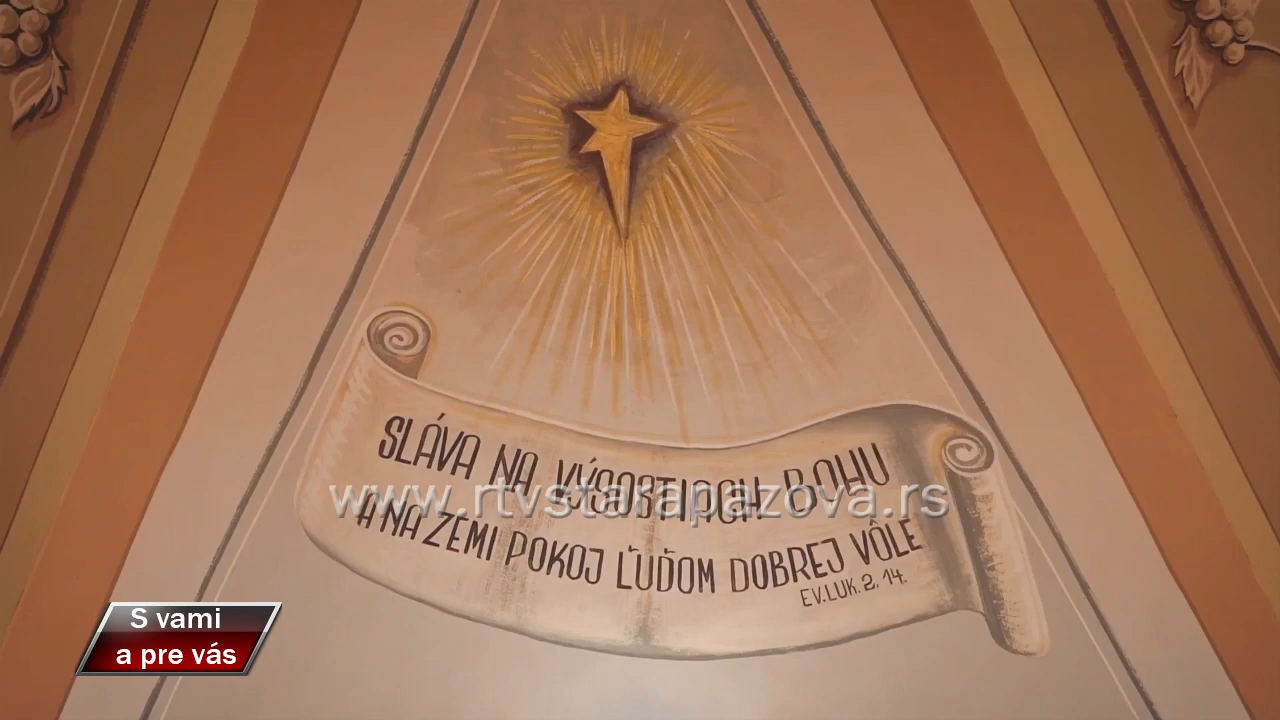 SLÁVA NA VÝSOSTIACH BOHU
www.rtvstarapazova.rs
A NA ZEMI POKOJ ĽUĎOM DOBREJ VÔLE
EV.LUK. 2, 14.
S vami
a pre vás